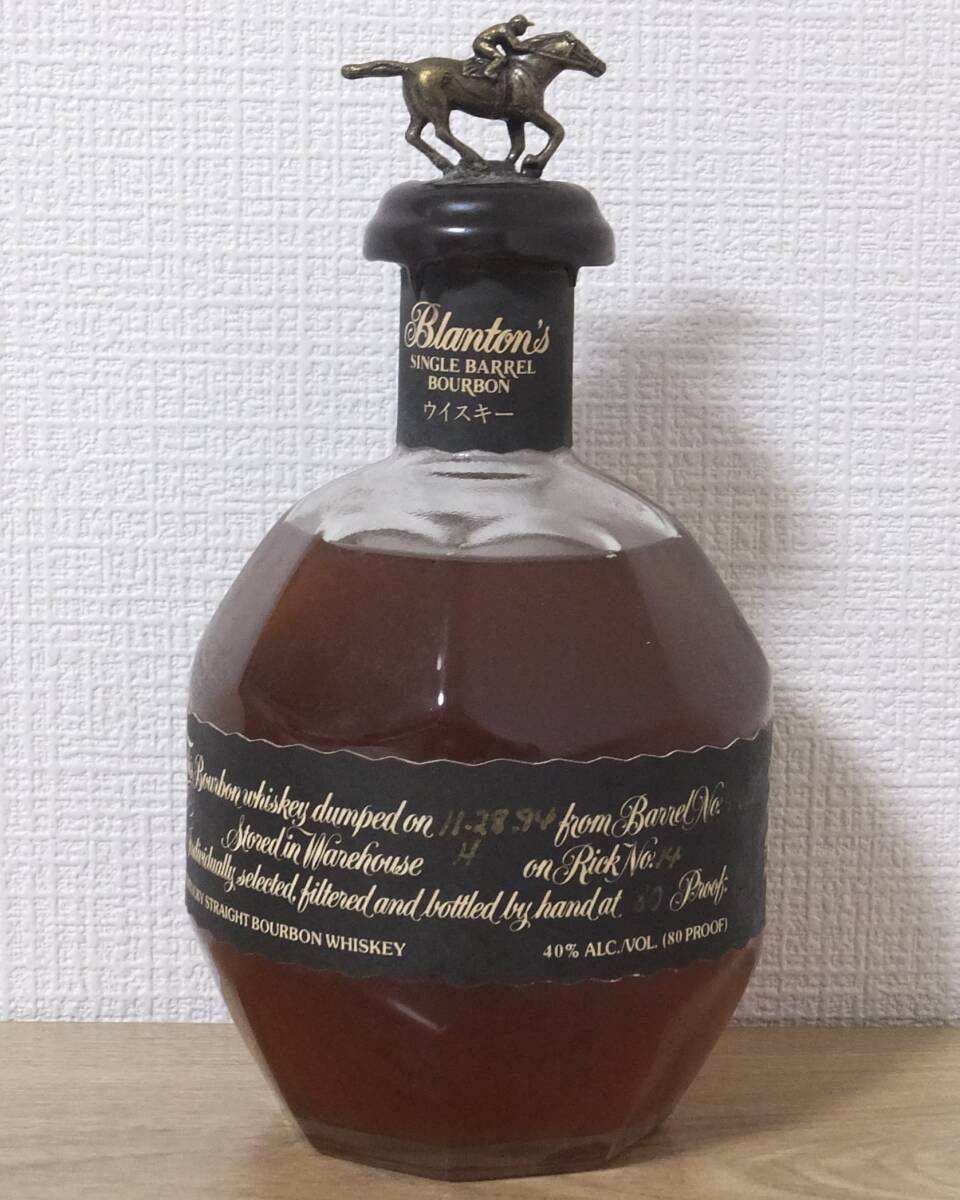 Blanton's
SINGLE BARREL
BOURBON
ウイスキー
Bourbon whiskey dumped on 11-28-94 from Barrel No.
Stored in Warehouse H on Rick No. 14
Individually selected, filtered and bottled by hand at 80 Proof:
STRAIGHT BOURBON WHISKEY 40% ALC./VOL. (80 PROOF)